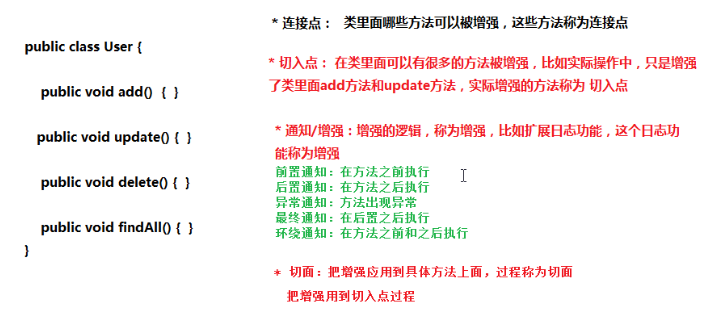 public class User {
public void add() { }
public void update() { }
public void delete() { }
public void findAll() { }
}
* 连接点： 类里面哪些方法可以被增强，这些方法称为连接点
* 切入点： 在类里面可以有很多的方法被增强，比如实际操作中，只是增强
了类里面add方法和update方法，实际增强的方法称为 切入点
* 通知/增强：增强的逻辑，称为增强，比如扩展日志功能，这个日志功
能称为增强
前置通知：在方法之前执行
后置通知：在方法之后执行
异常通知：方法出现异常
最终通知：在后置之后执行
环绕通知：在方法之前和之后执行
* 切面：把增强应用到具体方法上面，过程称为切面
把增强用到切入点过程